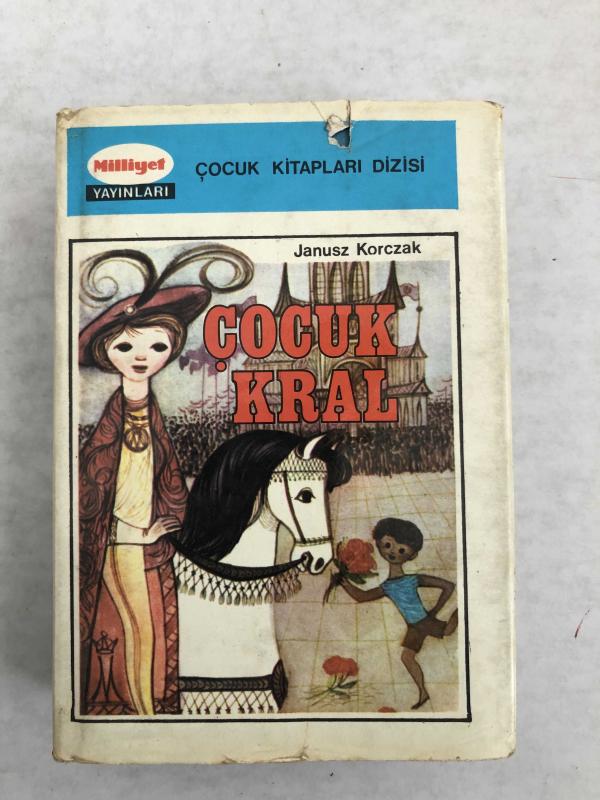 Milliyet
YAYINLARI
ÇOCUK KİTAPLARI DİZİSİ
Janusz Korczak
ÇOCUK
KRAL
M